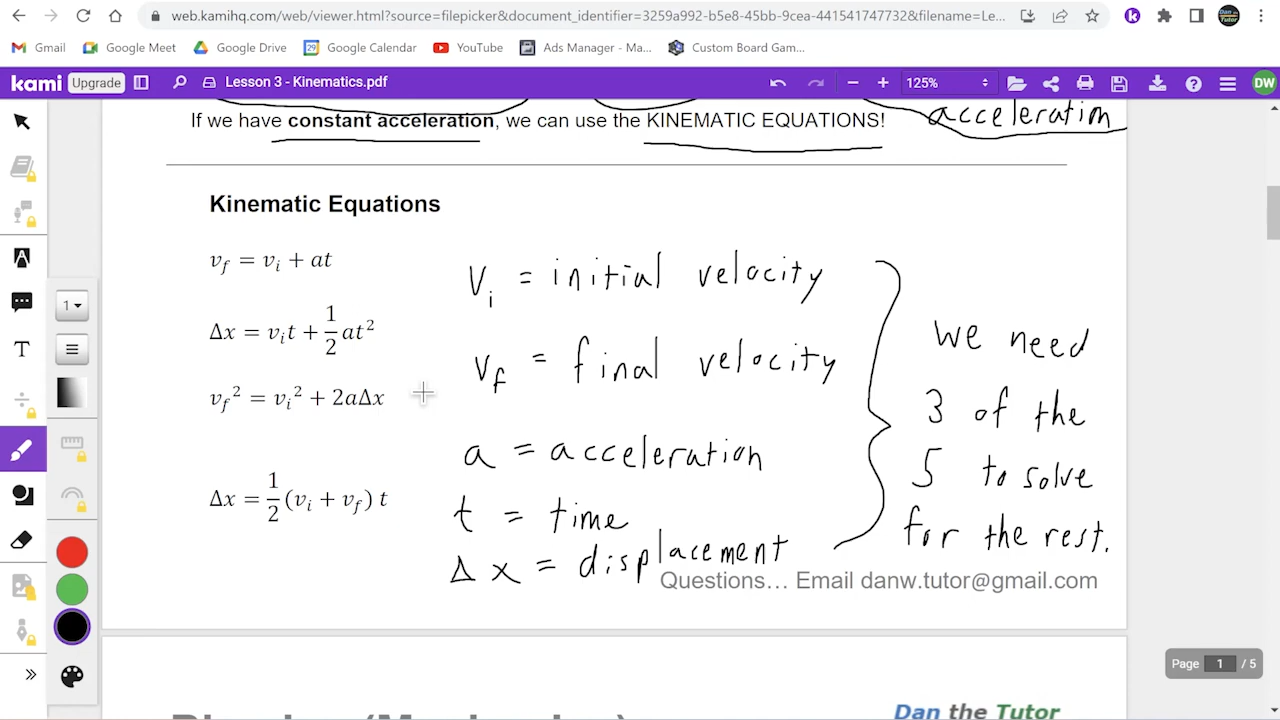 web.kamihq.com/web/viewer.html?source=filepicker&document_identifier=3259a992-b5e8-45bb-9cea-441541747732&filename=Le...
Gmail Google Meet Google Drive Google Calendar YouTube Ads Manager - Ma... Custom Board Gam...
kami Upgrade Lesson 3 - Kinematics.pdf 125% DW
If we have constant acceleration, we can use the KINEMATIC EQUATIONS! acceleration
Kinematic Equations
v_f = v_i + at
Δx = v_i t + 1/2 at²
v_f² = v_i² + 2aΔx
Δx = 1/2 (v_i + v_f) t
V_i = initial velocity
V_f = final velocity
a = acceleration
t = time
Δx = displacement
we need
3 of the
5 to solve
for the rest.
Questions… Email danw.tutor@gmail.com
1
T
Page 1 / 5
Dan the Tutor